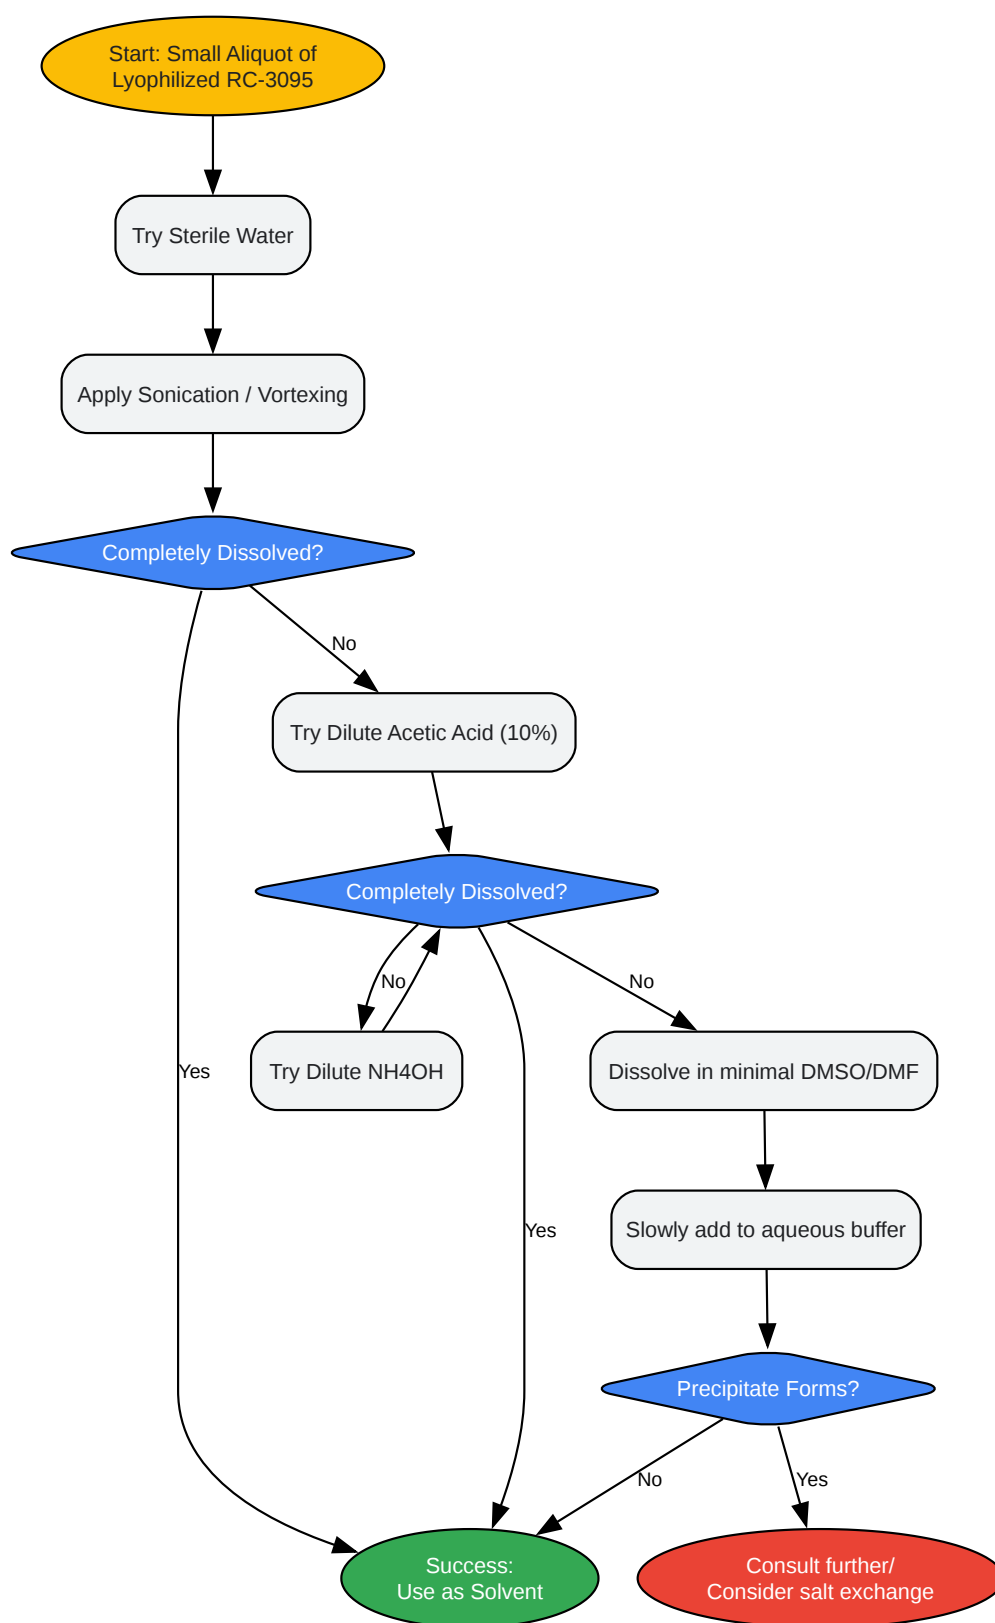 Start: Small Aliquot of
Lyophilized RC-3095
Try Sterile Water
Apply Sonication / Vortexing
Completely Dissolved?
No
Try Dilute Acetic Acid (10%)
Completely Dissolved?
No
No
Try Dilute NH4OH
Yes
Dissolve in minimal DMSO/DMF
Slowly add to aqueous buffer
Yes
Precipitate Forms?
No
Yes
Success:
Use as Solvent
Consult further/
Consider salt exchange